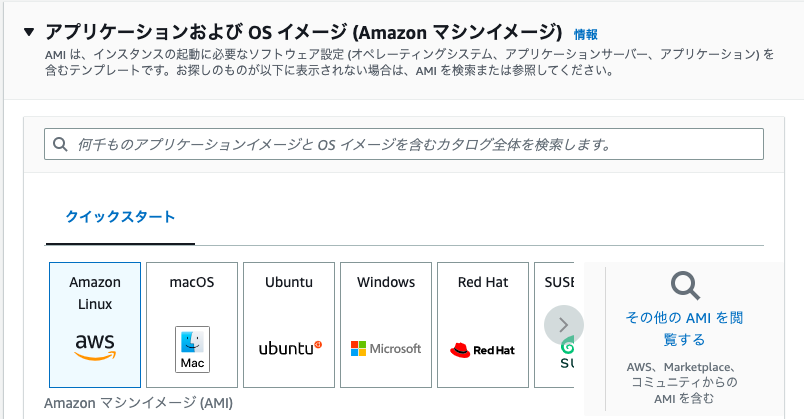 アプリケーションおよび OS イメージ (Amazon マシンイメージ) 情報
AMI は、インスタンスの起動に必要なソフトウェア設定 (オペレーティングシステム、アプリケーションサーバー、アプリケーション) を
含むテンプレートです。お探しのものが以下に表示されない場合は、AMI を検索または参照してください。
何千ものアプリケーションイメージと OS イメージを含むカタログ全体を検索します。
クイックスタート
Amazon
Linux
aws
macOS
Mac
Ubuntu
ubuntu
Windows
Microsoft
Red Hat
Red Hat
SUSE
SU
その他の AMI を閲
覧する
AWS、Marketplace、
コミュニティからの
AMI を含む
Amazon マシンイメージ (AMI)